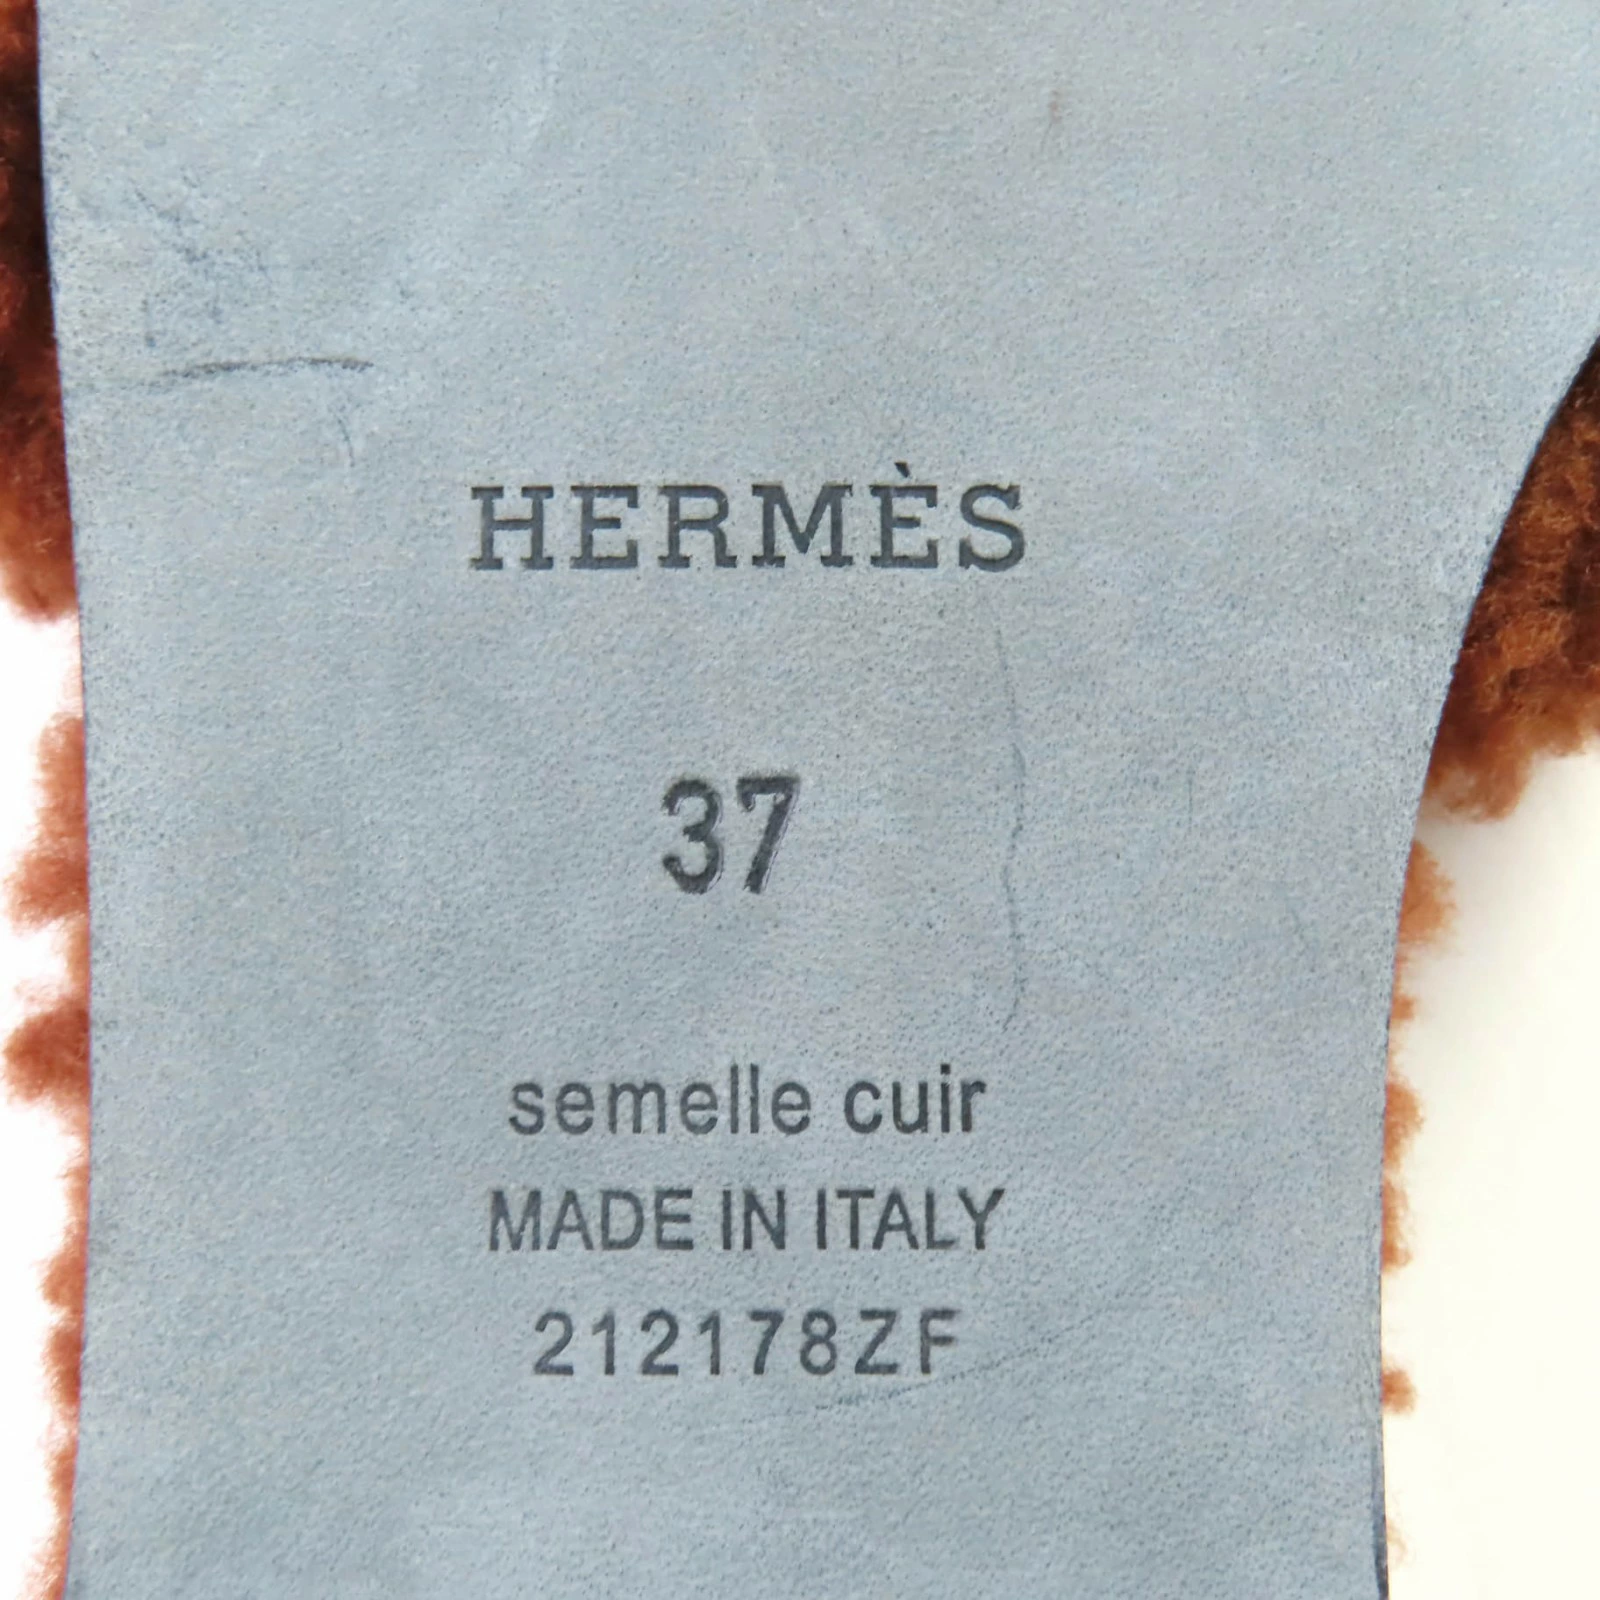 HERMÈS
37
semelle cuir
MADE IN ITALY
212178ZF